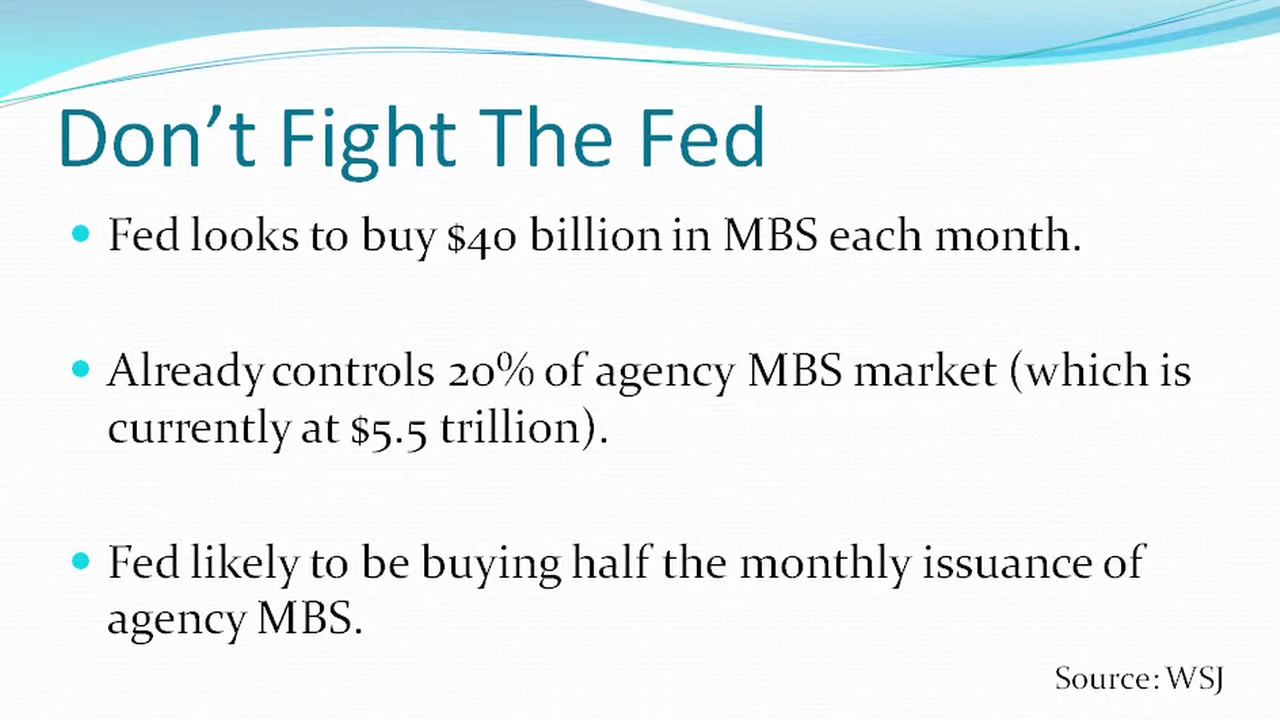 Don’t Fight The Fed
• Fed looks to buy $40 billion in MBS each month.
• Already controls 20% of agency MBS market (which is
currently at $5.5 trillion).
• Fed likely to be buying half the monthly issuance of
agency MBS.
Source: WSJ